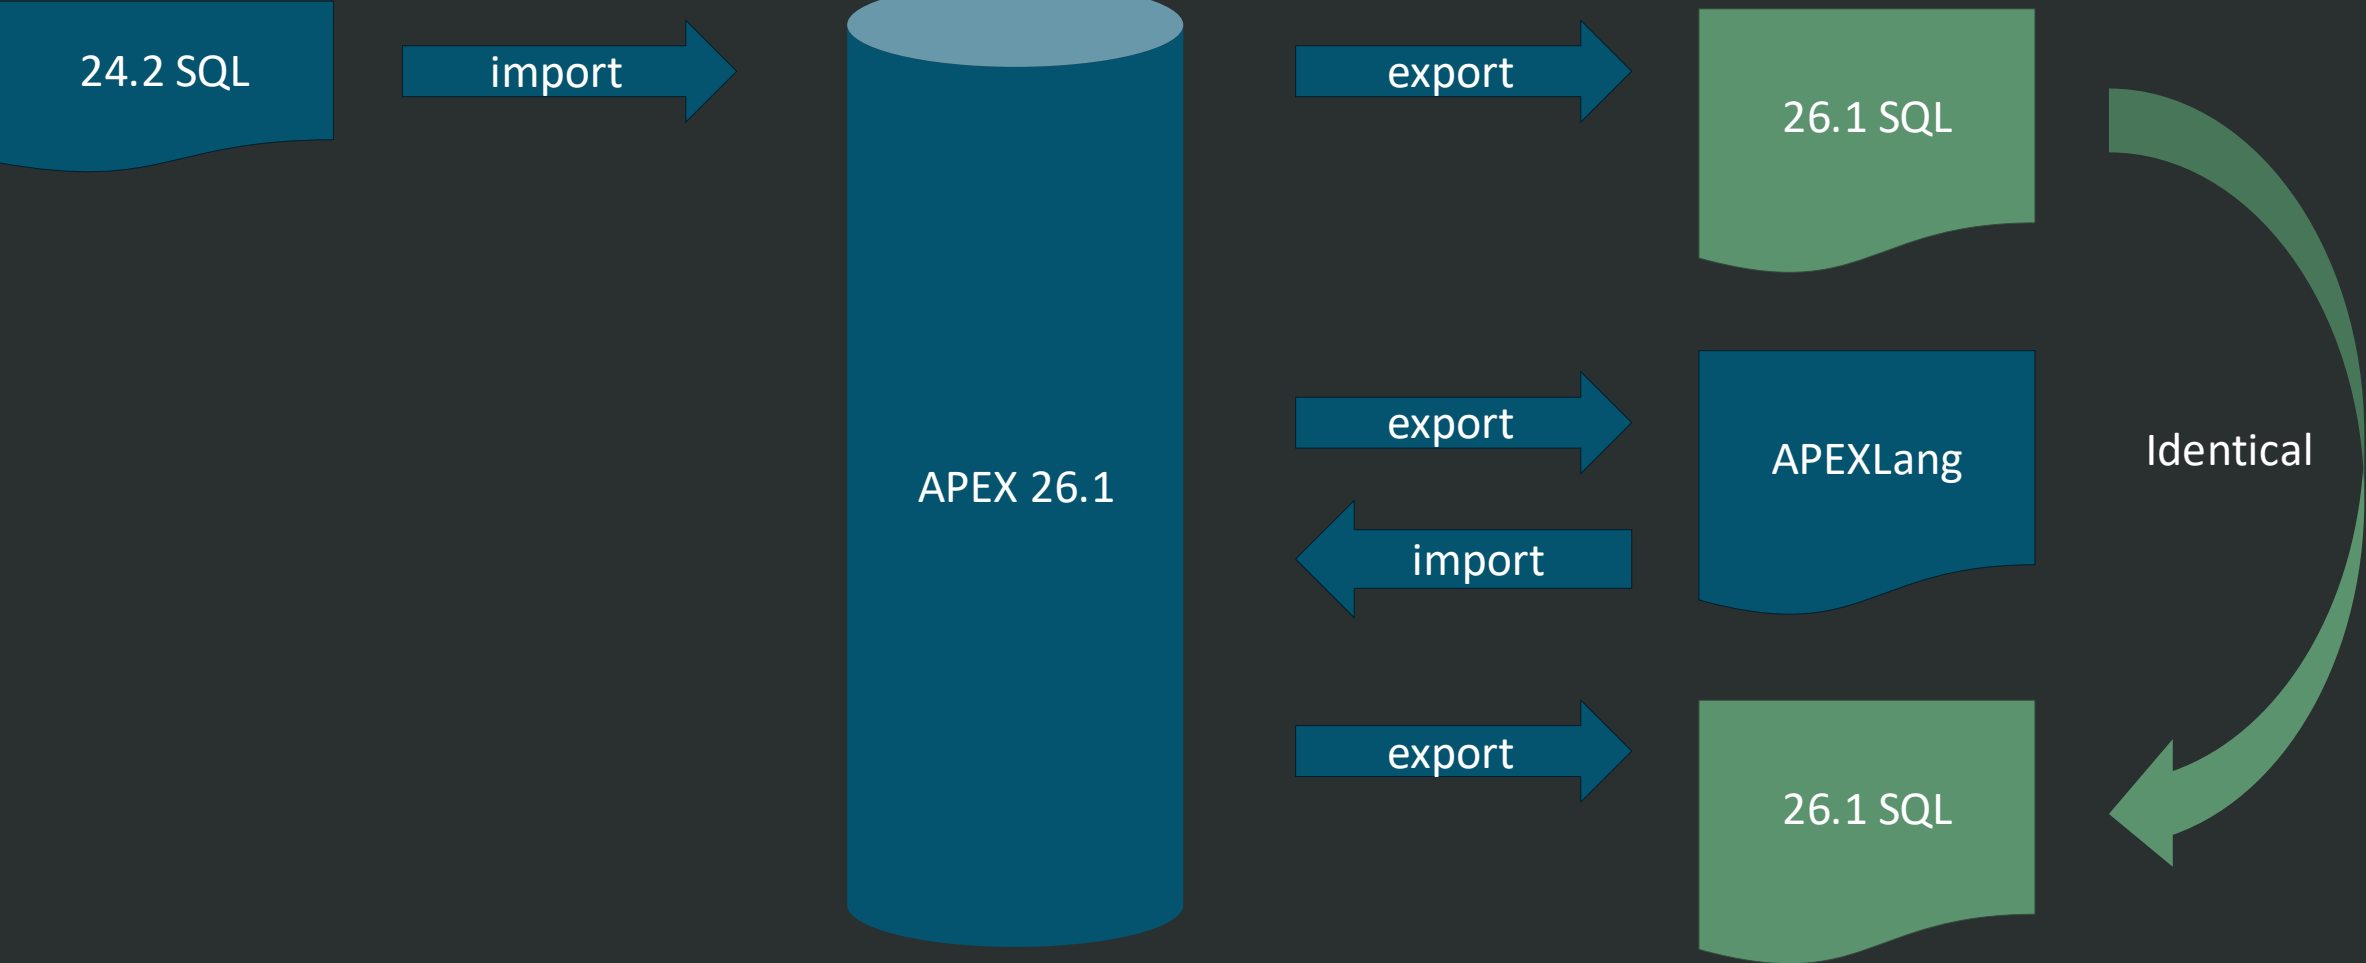 24.2 SQL
import
export
26.1 SQL
export
APEXLang
Identical
APEX 26.1
import
export
26.1 SQL